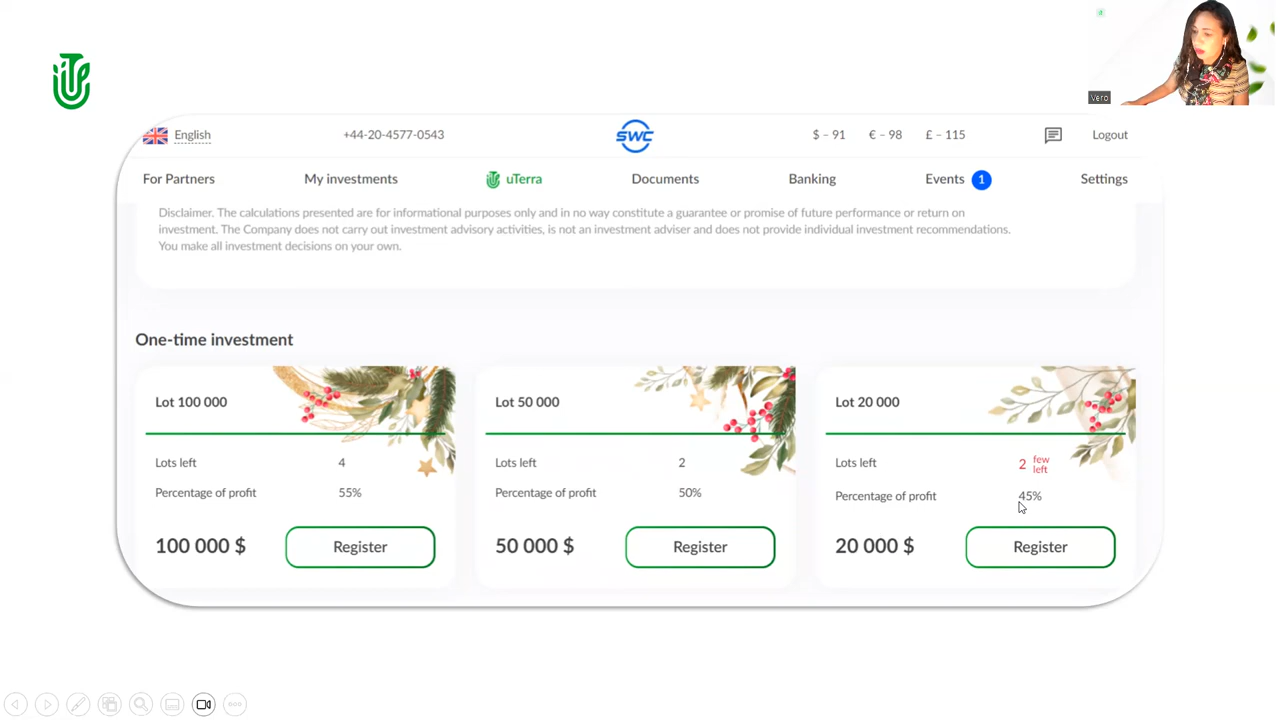 Vero
English
+44-20-4577-0543
SWC
$ – 91
€ – 98
£ – 115
Logout
For Partners
My investments
uTerra
Documents
Banking
Events 1
Settings
Disclaimer. The calculations presented are for informational purposes only and in no way constitute a guarantee or promise of future performance or return on
investment. The Company does not carry out investment advisory activities, is not an investment adviser and does not provide individual investment recommendations.
You make all investment decisions on your own.
One-time investment
Lot 100 000
Lots left 4
Percentage of profit 55%
100 000 $ Register
Lot 50 000
Lots left 2
Percentage of profit 50%
50 000 $ Register
Lot 20 000
Lots left 2 few left
Percentage of profit 45%
20 000 $ Register